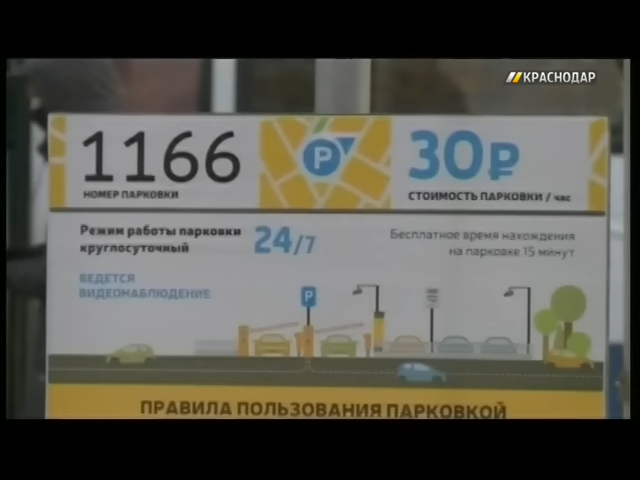 КРАСНОДАР
1166
НОМЕР ПАРКОВКИ
P
30₽
СТОИМОСТЬ ПАРКОВКИ / час
Режим работы парковки
круглосуточный
24/7
Бесплатное время нахождения
на парковке 15 минут
ВЕДЕТСЯ
ВИДЕОНАБЛЮДЕНИЕ
P
ПРАВИЛА ПОЛЬЗОВАНИЯ ПАРКОВКОЙ